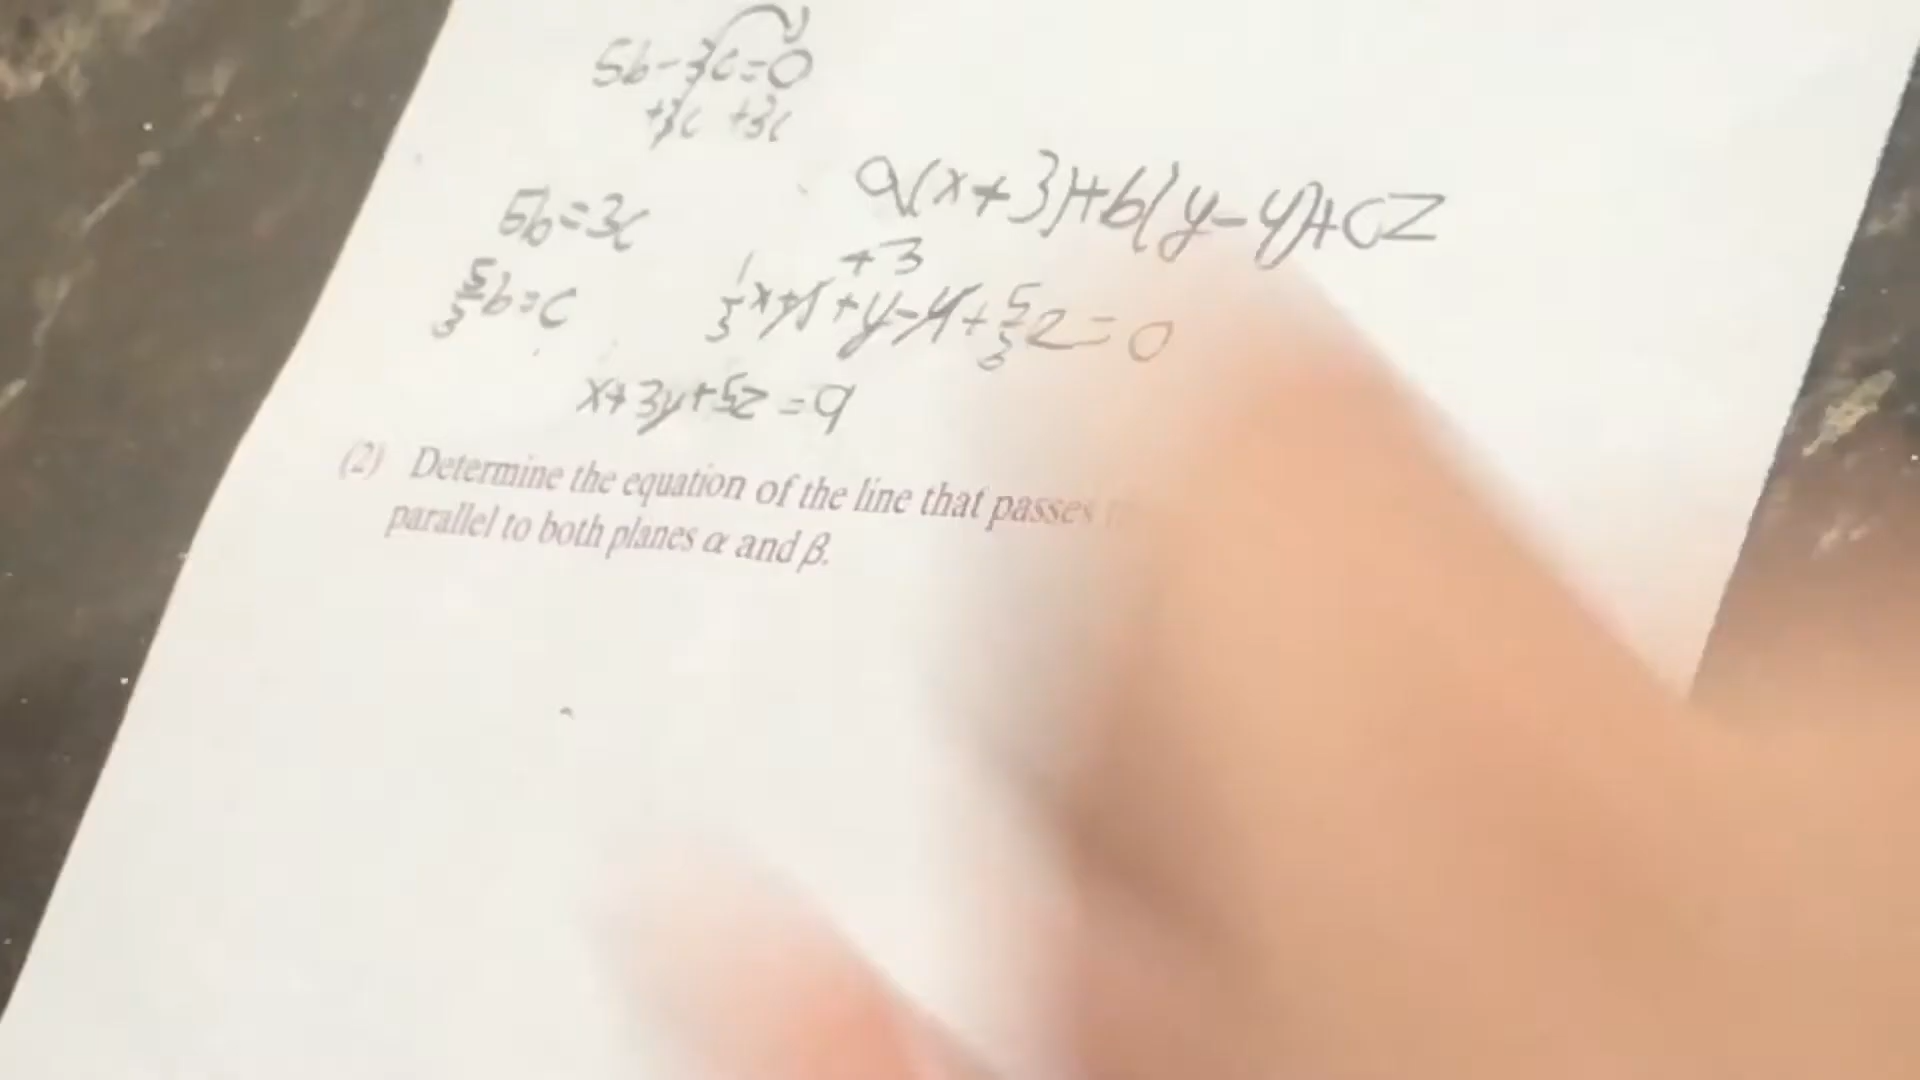 5b-3c=0
+3c +3c
a(x+3)+b(y-4)+cz
5b=3c
+3
5/3b=c
1/3x+1+y-4+5/3z=0
x+3y+5z=9
(2) Determine the equation of the line that passes
parallel to both planes α and β.